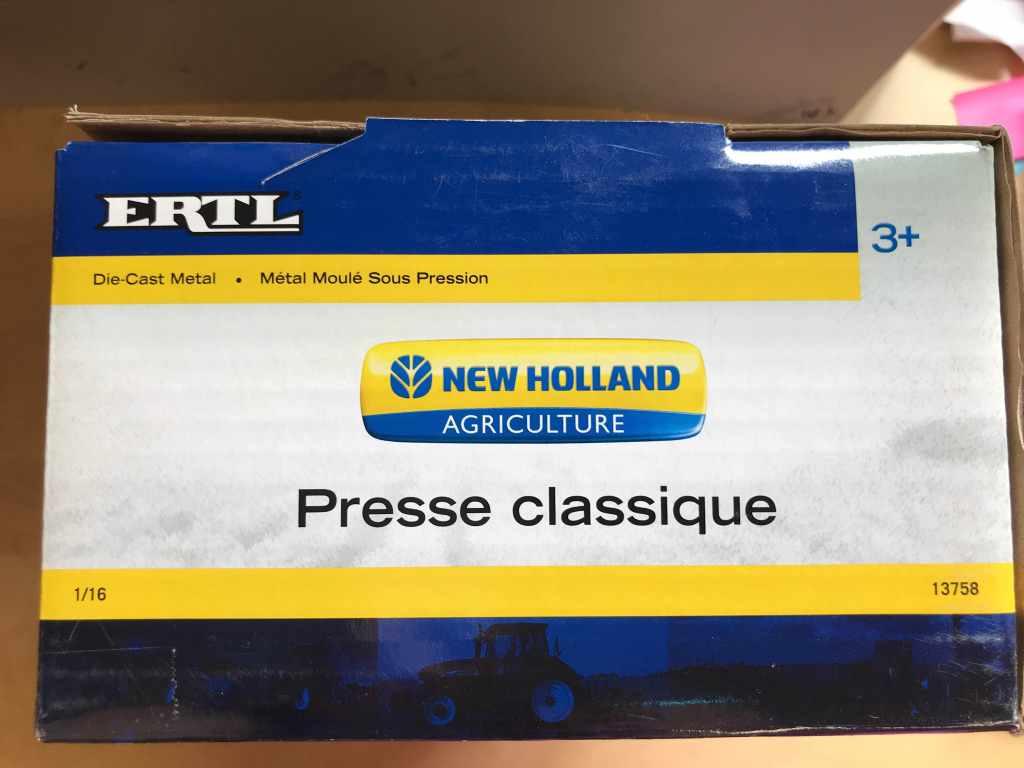 ERTL®
3+
Die-Cast Metal • Métal Moulé Sous Pression
NEW HOLLAND
AGRICULTURE
Presse classique
1/16
13758